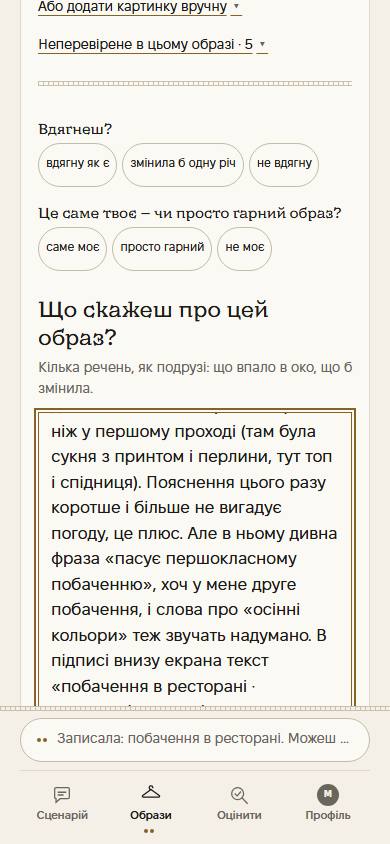 Або додати картинку вручну
Неперевірене в цьому образі · 5
Вдягнеш?
вдягну як є
змінила б одну річ
не вдягну
Це саме твоє – чи просто гарний образ?
саме моє
просто гарний
не моє
Що скажеш про цей
образ?
Кілька речень, як подрузі: що впало в око, що б
змінила.
ніж у першому проході (там була
сукня з принтом і перлини, тут топ
і спідниця). Пояснення цього разу
коротше і більше не вигадує
погоду, це плюс. Але в ньому дивна
фраза «пасує першокласному
побаченню», хоч у мене друге
побачення, і слова про «осінні
кольори» теж звучать надумано. В
підписі внизу екрана текст
«побачення в ресторані ·
Записала: побачення в ресторані. Можеш ...
Сценарій
Образи
Оцінити
М
Профіль